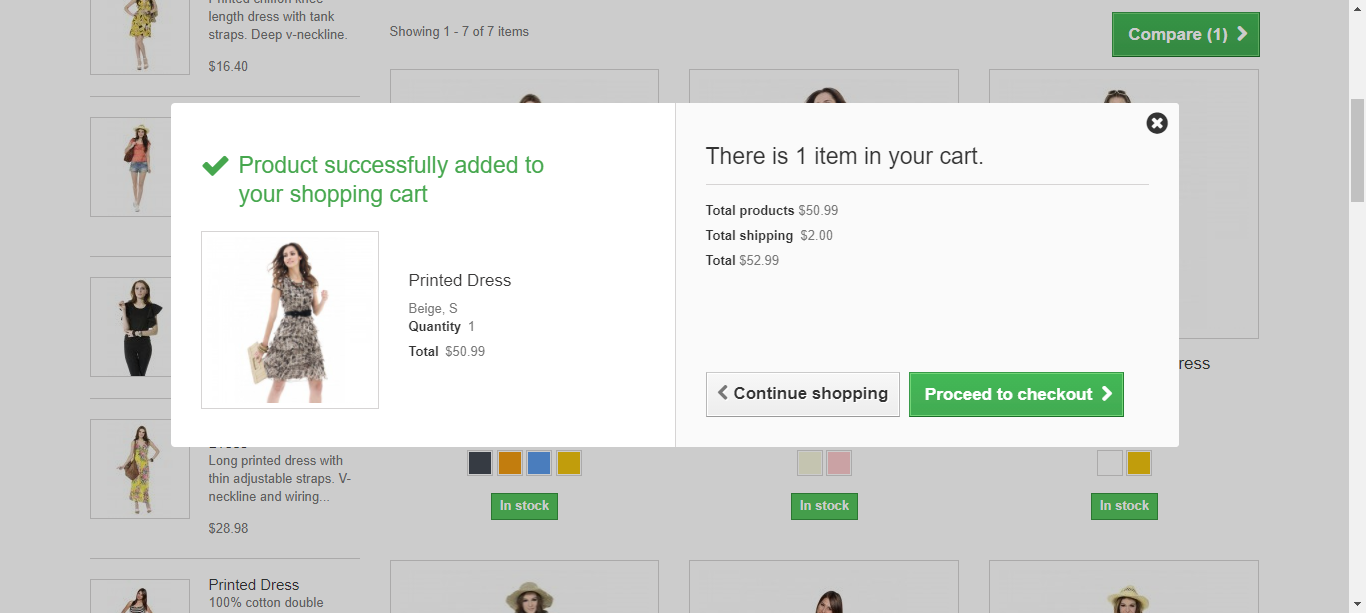 Printed chiffon knee
length dress with tank
straps. Deep v-neckline.
$16.40
Showing 1 - 7 of 7 items
Compare (1)
Product successfully added to
your shopping cart
Printed Dress
Beige, S
Quantity 1
Total $50.99
There is 1 item in your cart.
Total products $50.99
Total shipping $2.00
Total $52.99
Continue shopping
Proceed to checkout
ress
Long printed dress with
thin adjustable straps. V-
neckline and wiring...
$28.98
In stock
In stock
In stock
Printed Dress
100% cotton double